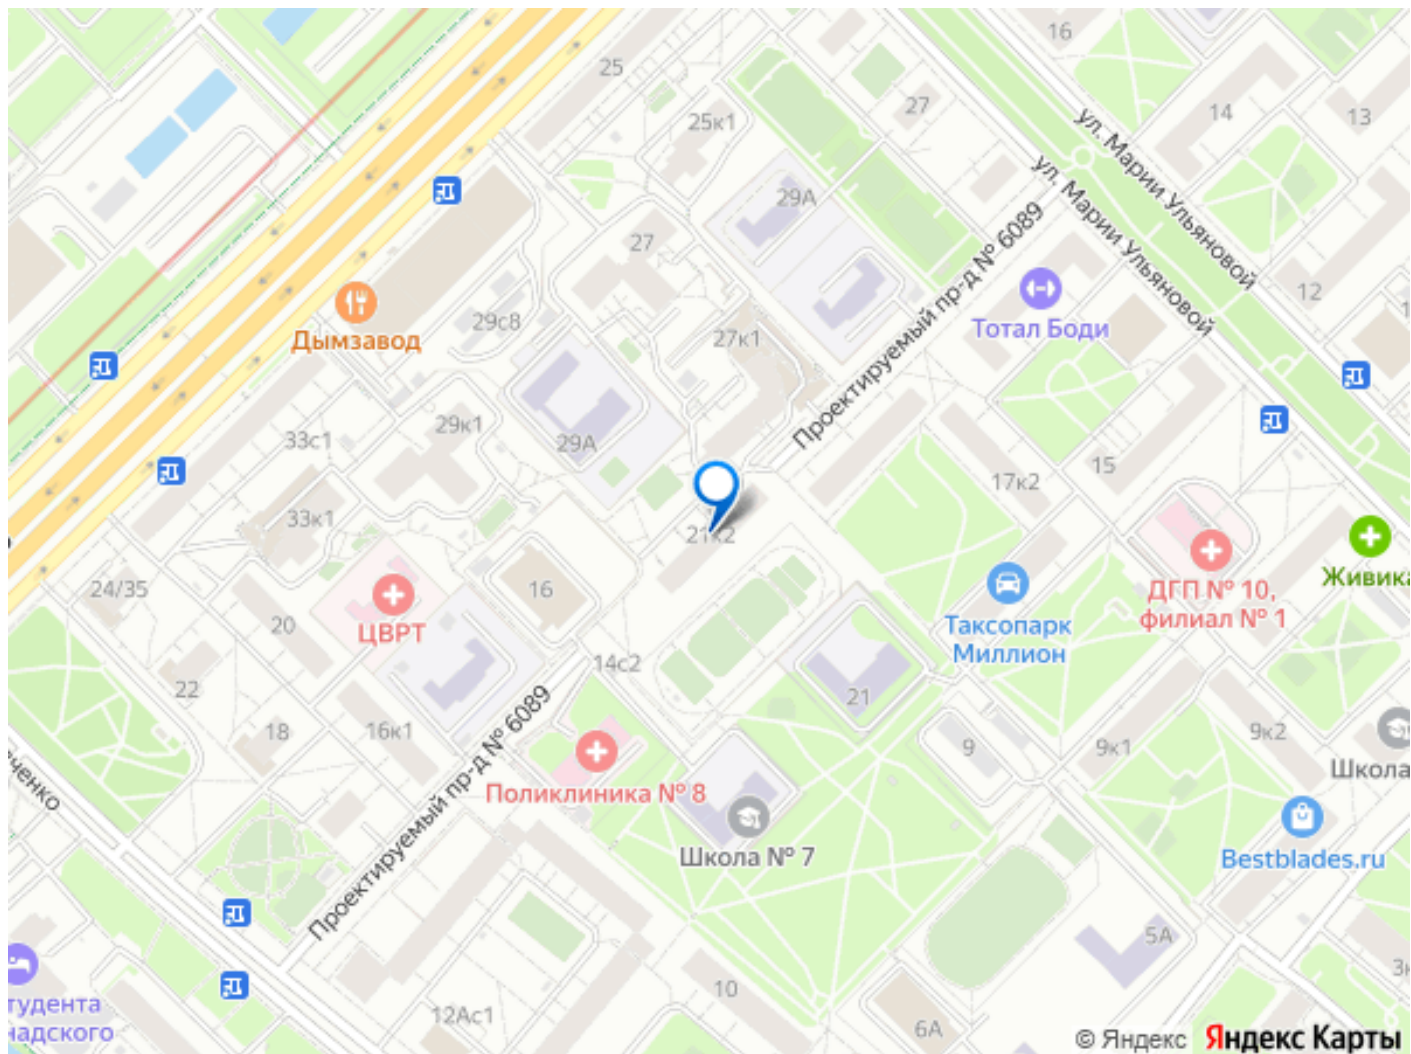 25
16
25к1
27
14
13
ул. Марии Ульяновой
ул. Марии Ульяновой
29А
27
Проектируемый пр-д № 6089
Тотал Боди
12
29с8
Дымзавод
27к1
33с1
29к1
29А
15
17к2
33к1
21к2
24/35
20
ЦВРТ
16
Таксопарк
Миллион
ДГП № 10,
филиал № 1
Живика
14с2
22
21
18
16к1
Проектируемый пр-д № 6089
9
9к1
9к2
Школа
Поликлиника № 8
Школа № 7
Bestblades.ru
5А
10
12Ас1
6А
© Яндекс Яндекс Карты